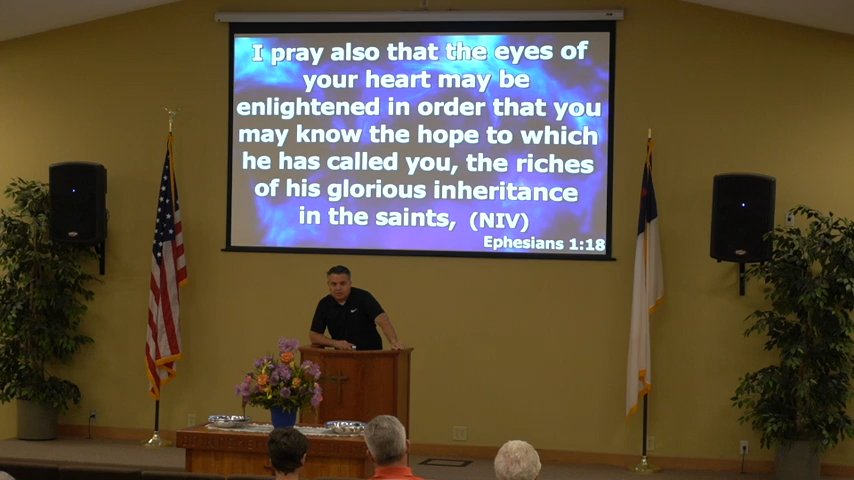 I pray also that the eyes of
your heart may be
enlightened in order that you
may know the hope to which
he has called you, the riches
of his glorious inheritance
in the saints, (NIV)
Ephesians 1:18